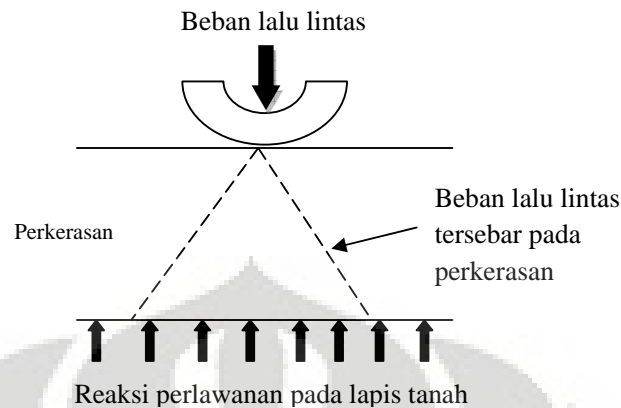 Beban lalu lintas
Perkerasan
Beban lalu lintas
tersebar pada
perkerasan
Reaksi perlawanan pada lapis tanah